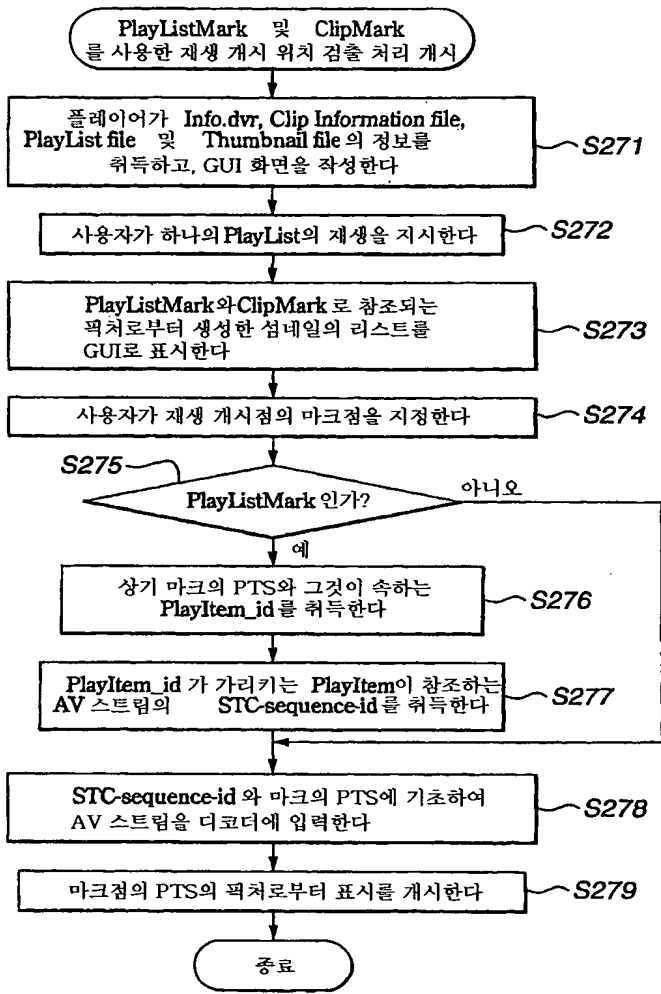 PlayListMark 및 ClipMark
를 사용한 재생 개시 위치 검출 처리 개시
플레이어가 Info.dvr, Clip Information file,
PlayList file 및 Thumbnail file의 정보를
취득하고, GUI 화면을 작성한다
S271
사용자가 하나의 PlayList의 재생을 지시한다
S272
PlayListMark와 ClipMark 로 참조되는
픽처로부터 생성한 섬네일의 리스트를
GUI로 표시한다
S273
사용자가 재생 개시점의 마크점을 지정한다
S274
S275
PlayListMark 인가?
아니오
예
상기 마크의 PTS와 그것이 속하는
PlayItem_id 를 취득한다
S276
PlayItem_id 가 가리키는 PlayItem이 참조하는
AV 스트림의 STC-sequence-id 를 취득한다
S277
STC-sequence-id 와 마크의 PTS에 기초하여
AV 스트림을 디코더에 입력한다
S278
마크점의 PTS의 픽처로부터 표시를 개시한다
S279
종료